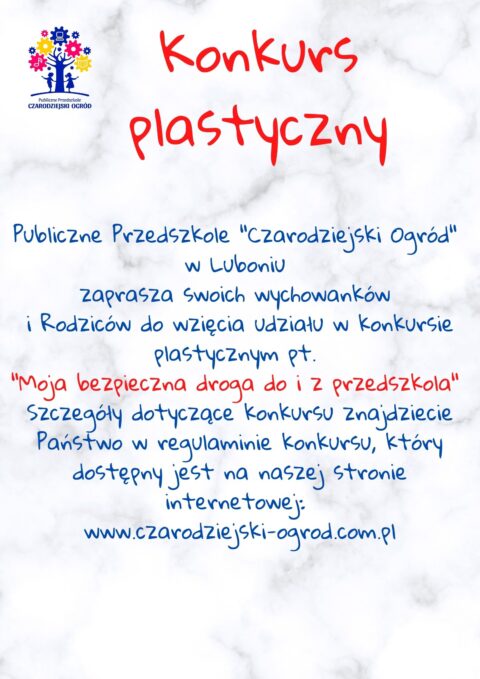 Publiczne Przedszkole
CZARODZIEJSKI OGRÓD
Konkurs
plastyczny
Publiczne Przedszkole "Czarodziejski Ogród"
w Luboniu
zaprasza swoich wychowanków
i Rodziców do wzięcia udziału w konkursie
plastycznym pt.
"Moja bezpieczna droga do i z przedszkola"
Szczegóły dotyczące konkursu znajdziecie
Państwo w regulaminie konkursu, który
dostępny jest na naszej stronie
internetowej:
www.czarodziejski-ogrod.com.pl